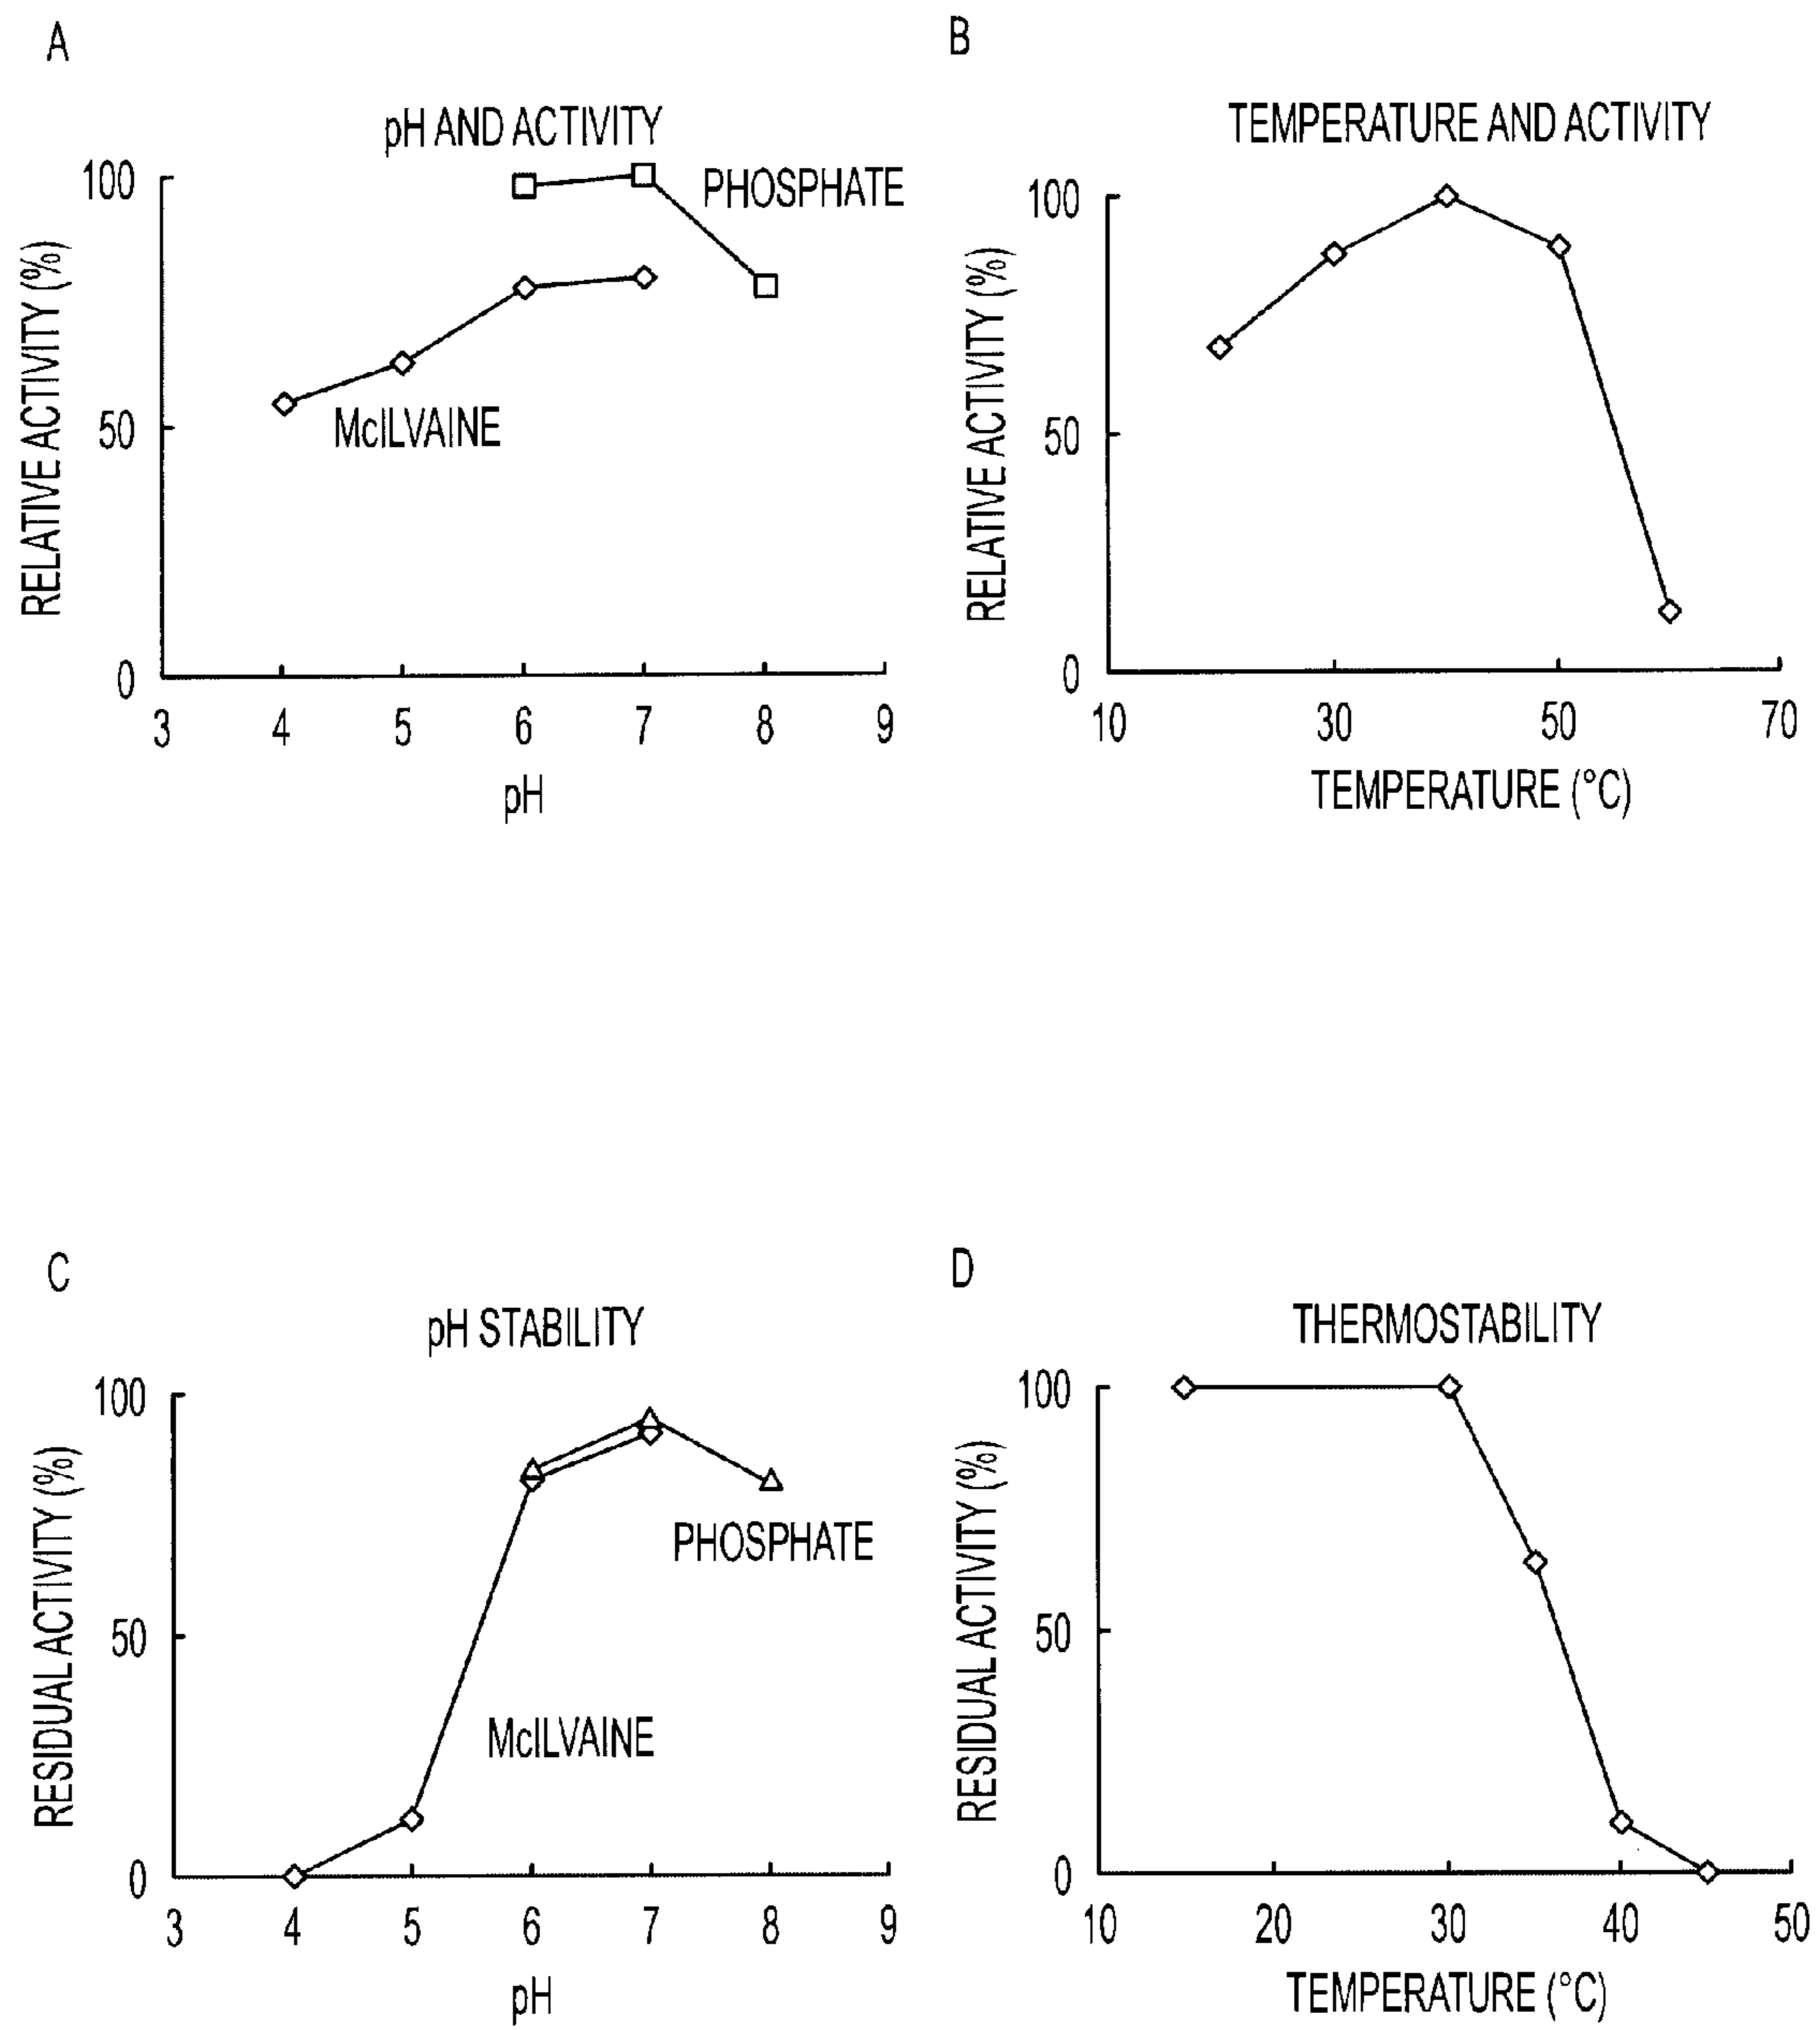 A
pH AND ACTIVITY
RELATIVE ACTIVITY (%)
100
50
0
PHOSPHATE
McILVAINE
3 4 5 6 7 8 9
pH
B
TEMPERATURE AND ACTIVITY
RELATIVE ACTIVITY (%)
100
50
0
10 30 50 70
TEMPERATURE (°C)
C
pH STABILITY
RESIDUAL ACTIVITY (%)
100
50
0
PHOSPHATE
McILVAINE
3 4 5 6 7 8 9
pH
D
THERMOSTABILITY
RESIDUAL ACTIVITY (%)
100
50
0
10 20 30 40 50
TEMPERATURE (°C)